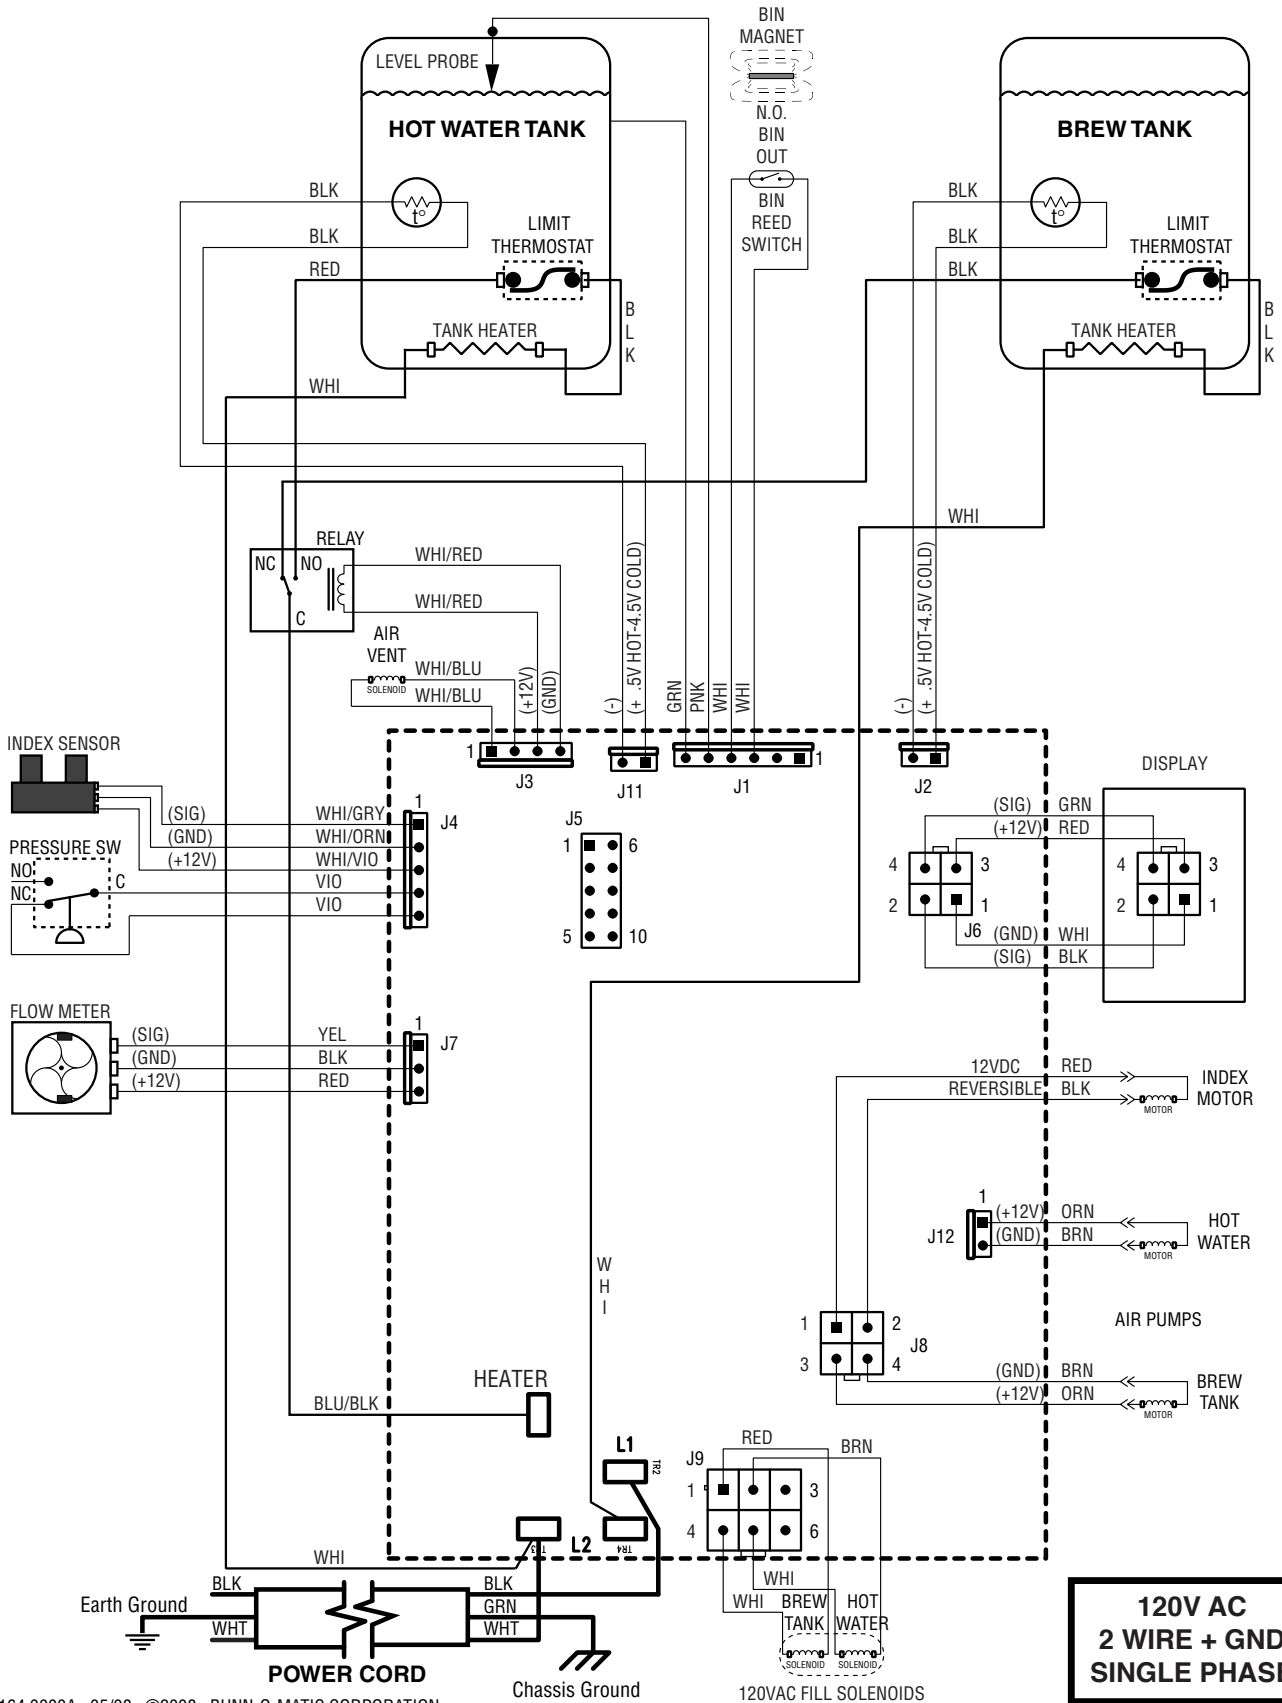 BIN
MAGNET
LEVEL PROBE
HOT WATER TANK
N.O.
BIN
OUT
BIN
REED
SWITCH
BREW TANK
BLK
t°
BLK
LIMIT
THERMOSTAT
RED
B
L
K
TANK HEATER
WHI
BLK
t°
BLK
LIMIT
THERMOSTAT
BLK
B
L
K
TANK HEATER
WHI
RELAY
NC
NO
C
WHI/RED
WHI/RED
AIR
VENT
SOLENOID
WHI/BLU
WHI/BLU
(+12V)
(GND)
(-)
(+ .5V HOT-4.5V COLD)
GRN
PNK
WHI
WHI
(-)
(+ .5V HOT-4.5V COLD)
1
J3
J11
J1
1
J2
INDEX SENSOR
(SIG) WHI/GRY
(GND) WHI/ORN
(+12V) WHI/VIO
VIO
VIO
1
J4
PRESSURE SW
NO
NC
C
J5
1
6
5
10
DISPLAY
(SIG) GRN
(+12V) RED
4
3
2
1
J6
(GND) WHI
(SIG) BLK
4
3
2
1
FLOW METER
(SIG) YEL
(GND) BLK
(+12V) RED
1
J7
12VDC RED
REVERSIBLE BLK
MOTOR
INDEX
MOTOR
1
J12
(+12V) ORN
(GND) BRN
MOTOR
HOT
WATER
AIR PUMPS
1
2
3
4
J8
(GND) BRN
(+12V) ORN
MOTOR
BREW
TANK
W
H
I
HEATER
BLU/BLK
L1
TR2
L2
TR3
TR4
J9
RED
BRN
1
3
4
6
WHI
WHI
BREW
TANK
HOT
WATER
SOLENOID
SOLENOID
120VAC FILL SOLENOIDS
WHI
BLK
Earth Ground
WHT
BLK
GRN
WHT
POWER CORD
Chassis Ground
120V AC
2 WIRE + GND
SINGLE PHASE